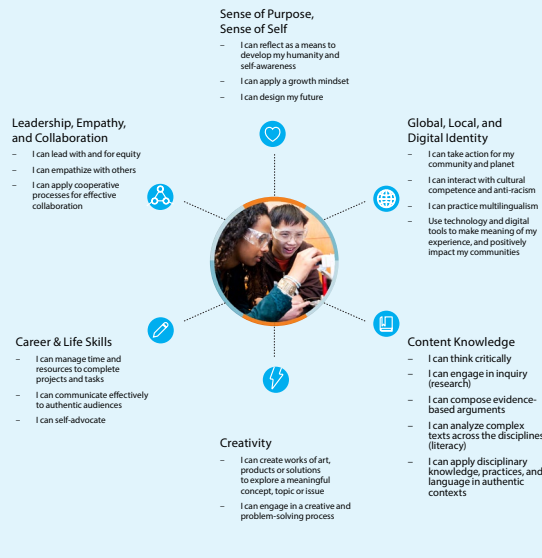 Sense of Purpose,
Sense of Self
– I can reflect as a means to
develop my humanity and
self-awareness
– I can apply a growth mindset
– I can design my future
Leadership, Empathy,
and Collaboration
– I can lead with and for equity
– I can empathize with others
– I can apply cooperative
processes for effective
collaboration
Global, Local, and
Digital Identity
– I can take action for my
community and planet
– I can interact with cultural
competence and anti-racism
– I can practice multilingualism
– Use technology and digital
tools to make meaning of my
experience, and positively
impact my communities
Career & Life Skills
– I can manage time and
resources to complete
projects and tasks
– I can communicate effectively
to authentic audiences
– I can self-advocate
Content Knowledge
– I can think critically
– I can engage in inquiry
(research)
– I can compose evidence-
based arguments
– I can analyze complex
texts across the disciplines
(literacy)
– I can apply disciplinary
knowledge, practices, and
language in authentic
contexts
Creativity
– I can create works of art,
products or solutions
to explore a meaningful
concept, topic or issue
– I can engage in a creative and
problem-solving process